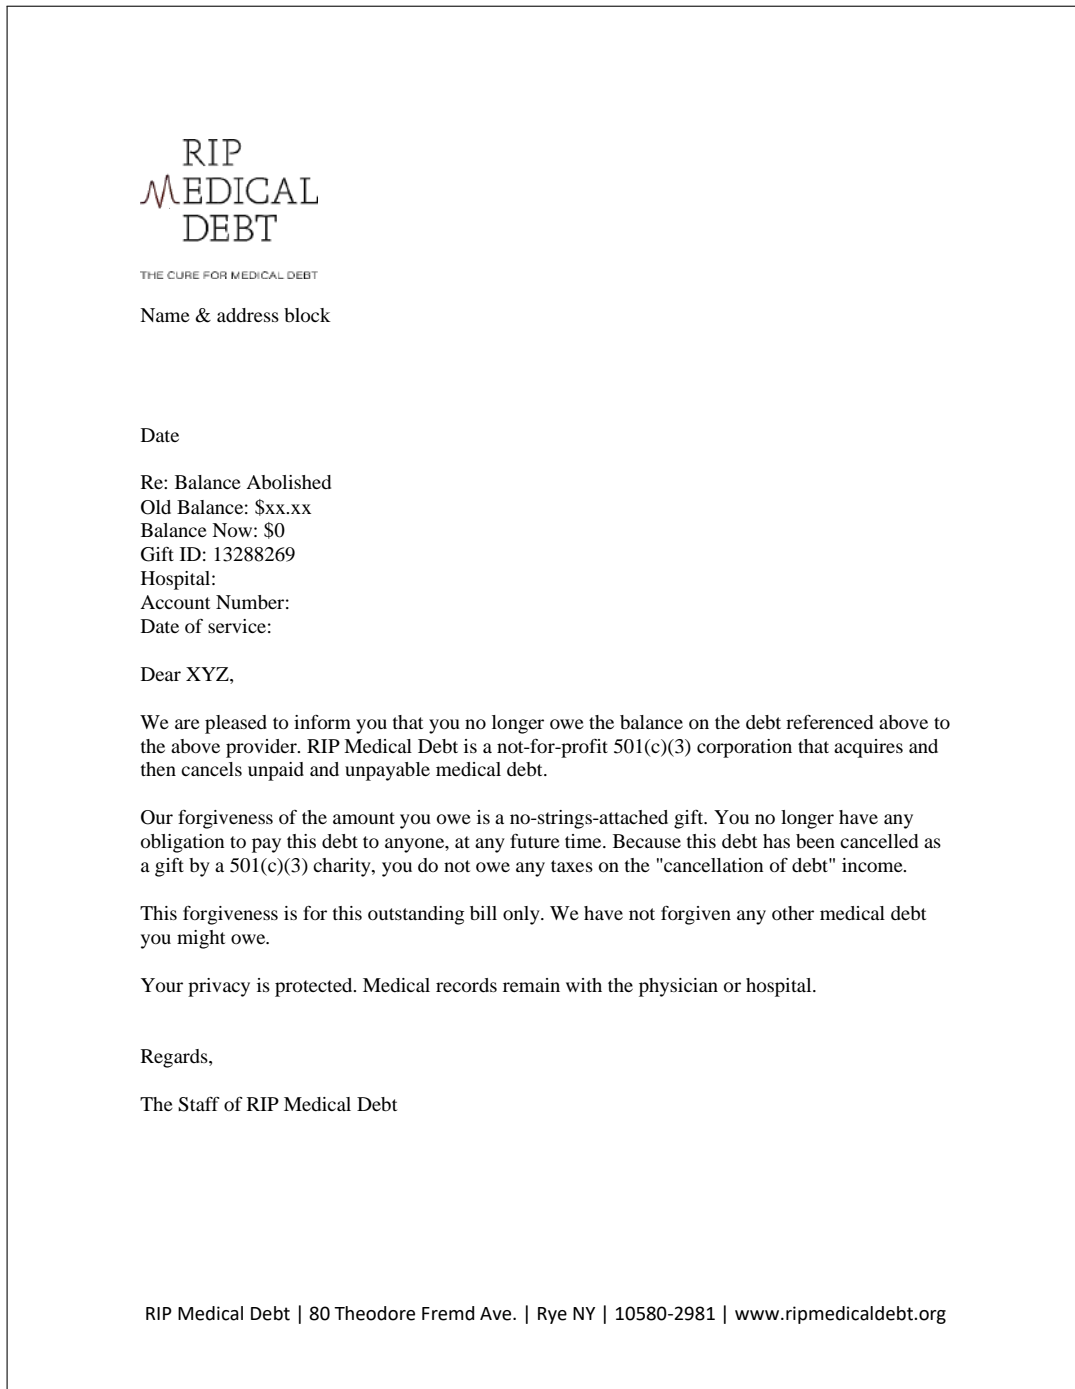 RIP
MEDICAL
DEBT
THE CURE FOR MEDICAL DEBT
Name & address block
Date
Re: Balance Abolished
Old Balance: $xx.xx
Balance Now: $0
Gift ID: 13288269
Hospital:
Account Number:
Date of service:
Dear XYZ,
We are pleased to inform you that you no longer owe the balance on the debt referenced above to
the above provider. RIP Medical Debt is a not-for-profit 501(c)(3) corporation that acquires and
then cancels unpaid and unpayable medical debt.
Our forgiveness of the amount you owe is a no-strings-attached gift. You no longer have any
obligation to pay this debt to anyone, at any future time. Because this debt has been cancelled as
a gift by a 501(c)(3) charity, you do not owe any taxes on the "cancellation of debt" income.
This forgiveness is for this outstanding bill only. We have not forgiven any other medical debt
you might owe.
Your privacy is protected. Medical records remain with the physician or hospital.
Regards,
The Staff of RIP Medical Debt
RIP Medical Debt | 80 Theodore Fremd Ave. | Rye NY | 10580-2981 | www.ripmedicaldebt.org